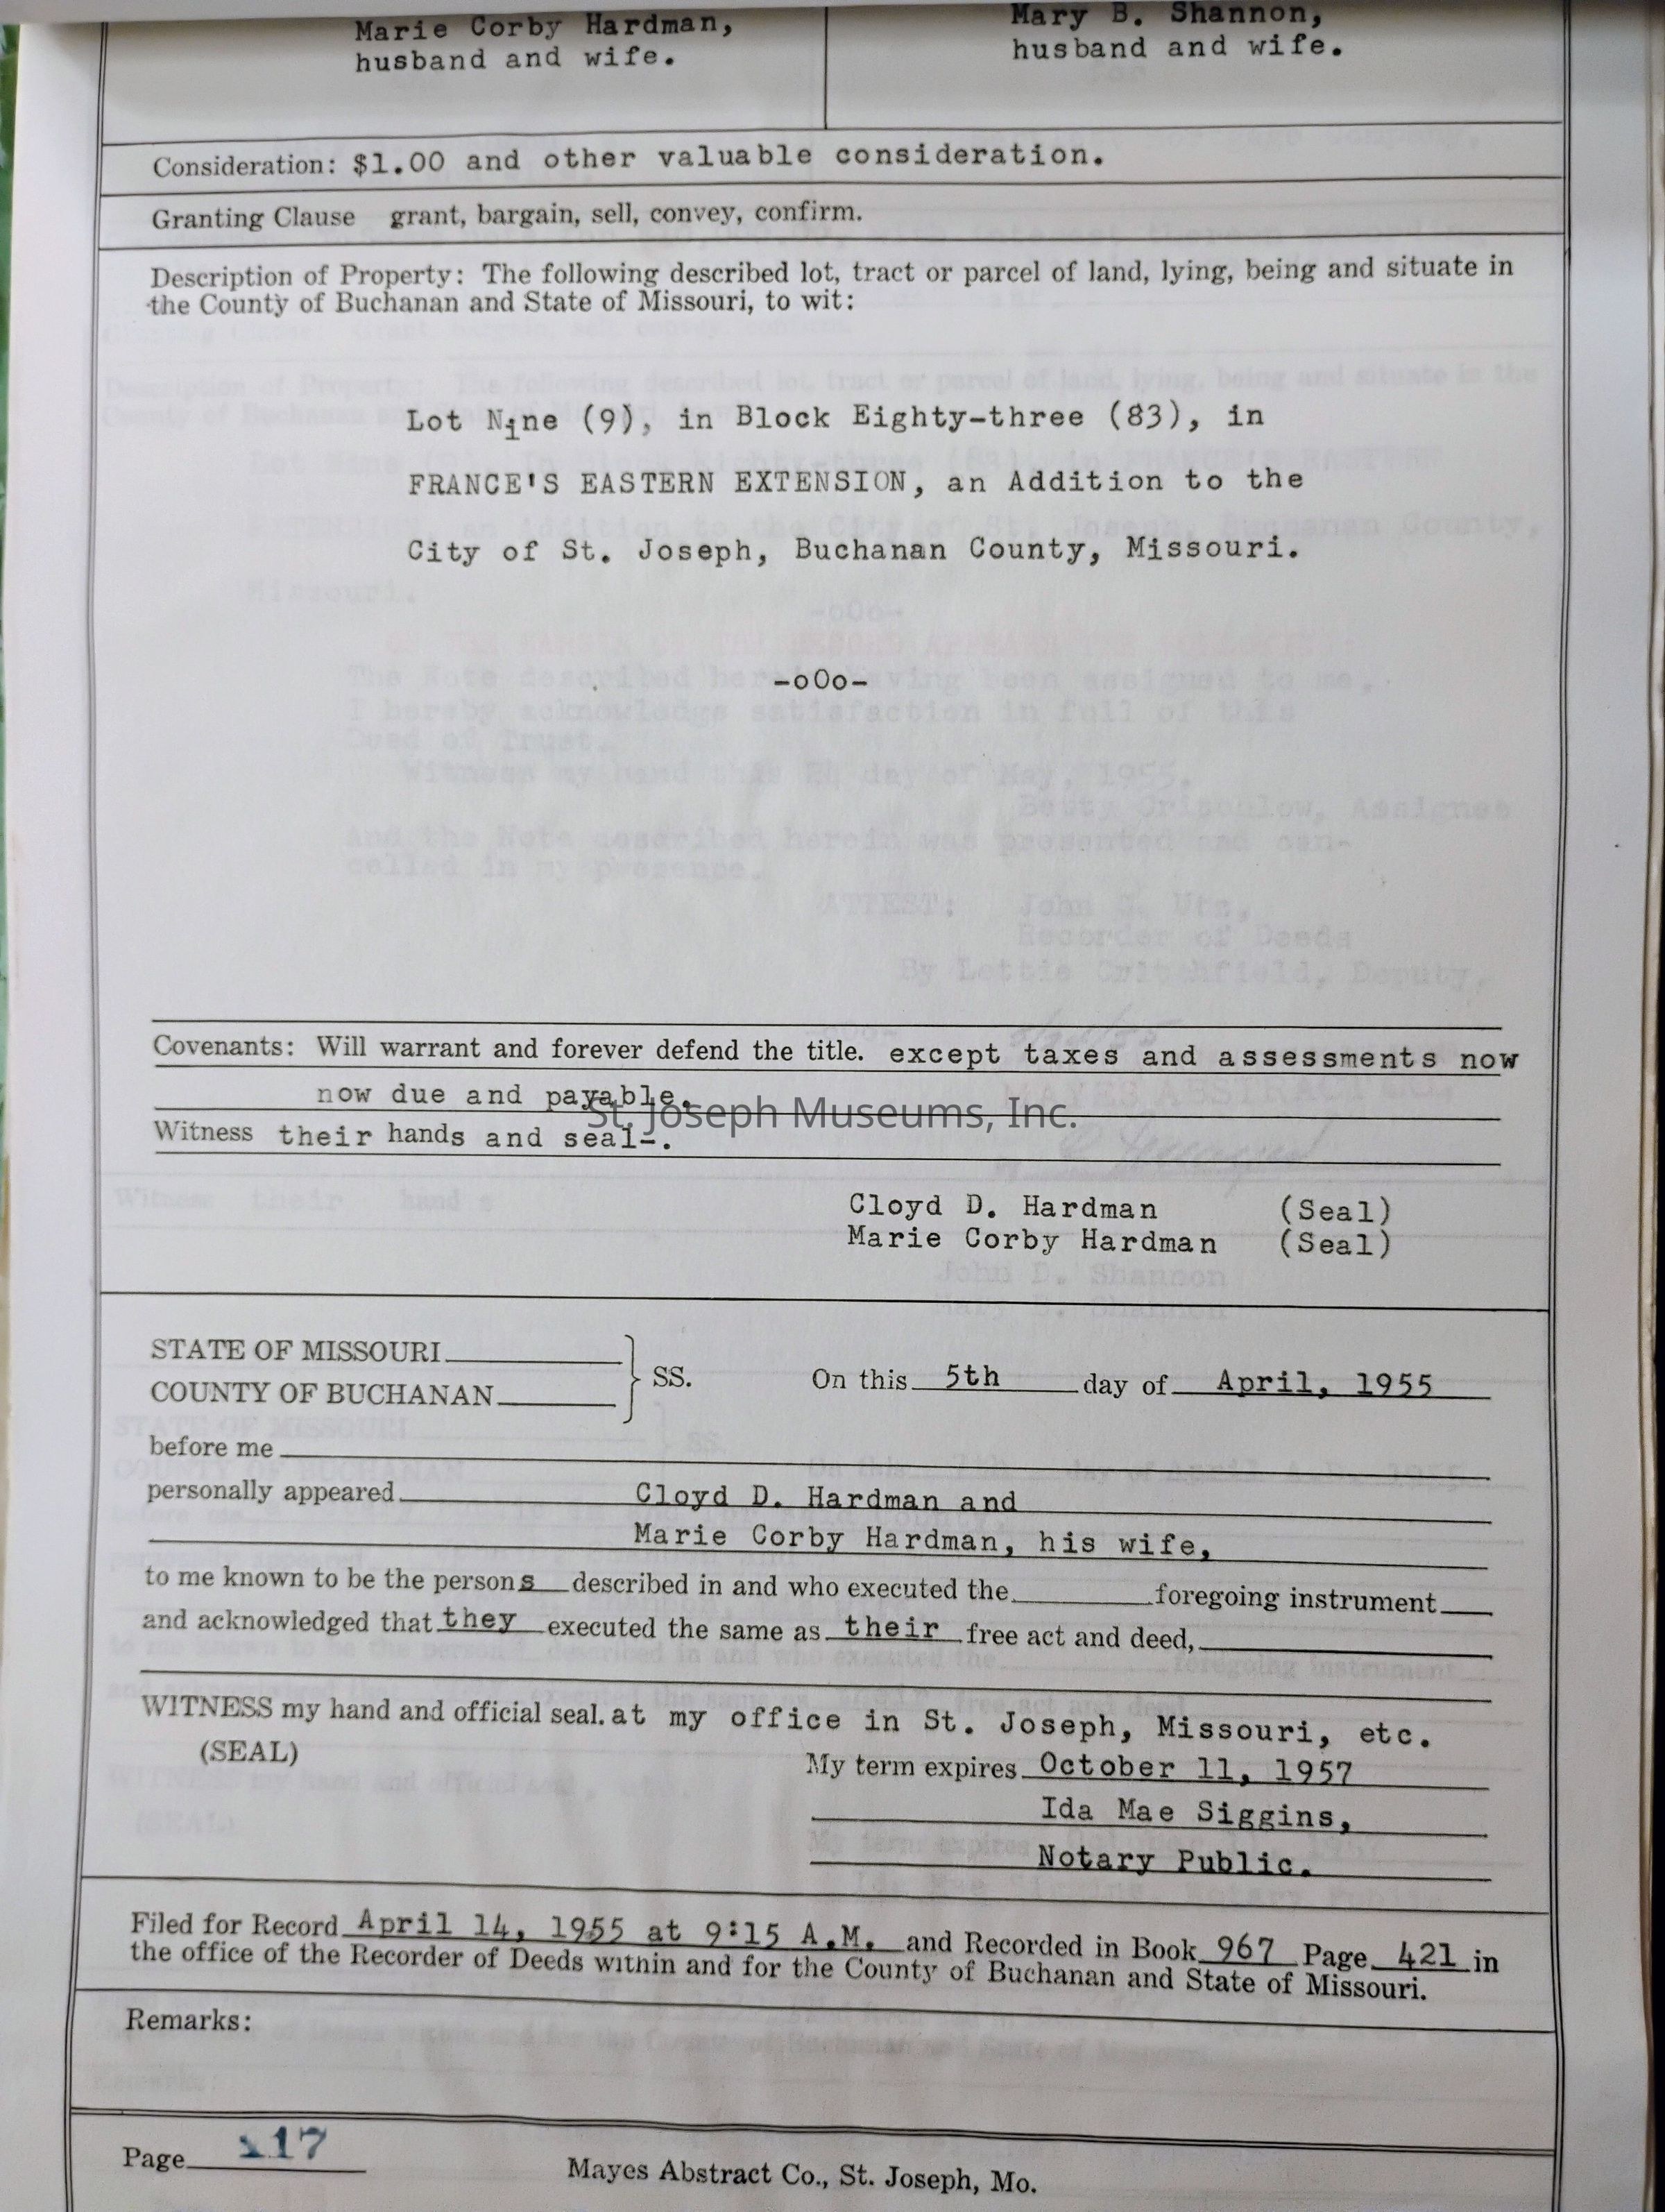 Marie Corby Hardman,
husband and wife.
Mary B. Shannon,
husband and wife.
Consideration: $1.00 and other valuable consideration.
Granting Clause grant, bargain, sell, convey, confirm.
Description of Property: The following described lot, tract or parcel of land, lying, being and situate in
the County of Buchanan and State of Missouri, to wit:
Lot Nine (9), in Block Eighty-three (83), in
FRANCE'S EASTERN EXTENSION, an Addition to the
City of St. Joseph, Buchanan County, Missouri.
-oOo-
Covenants: Will warrant and forever defend the title. except taxes and assessments now
now due and payable.
St. Joseph Museums, Inc.
Witness their hands and seal-.
Cloyd D. Hardman (Seal)
Marie Corby Hardman (Seal)
STATE OF MISSOURI
COUNTY OF BUCHANAN
SS. On this 5th day of April, 1955
before me
personally appeared Cloyd D. Hardman and
Marie Corby Hardman, his wife,
to me known to be the persons described in and who executed the foregoing instrument
and acknowledged that they executed the same as their free act and deed,
WITNESS my hand and official seal. at my office in St. Joseph, Missouri, etc.
(SEAL) My term expires October 11, 1957
Ida Mae Siggins,
Notary Public.
Filed for Record April 14, 1955 at 9:15 A.M. and Recorded in Book 967 Page 421 in
the office of the Recorder of Deeds within and for the County of Buchanan and State of Missouri.
Remarks:
Page 117
Mayes Abstract Co., St. Joseph, Mo.